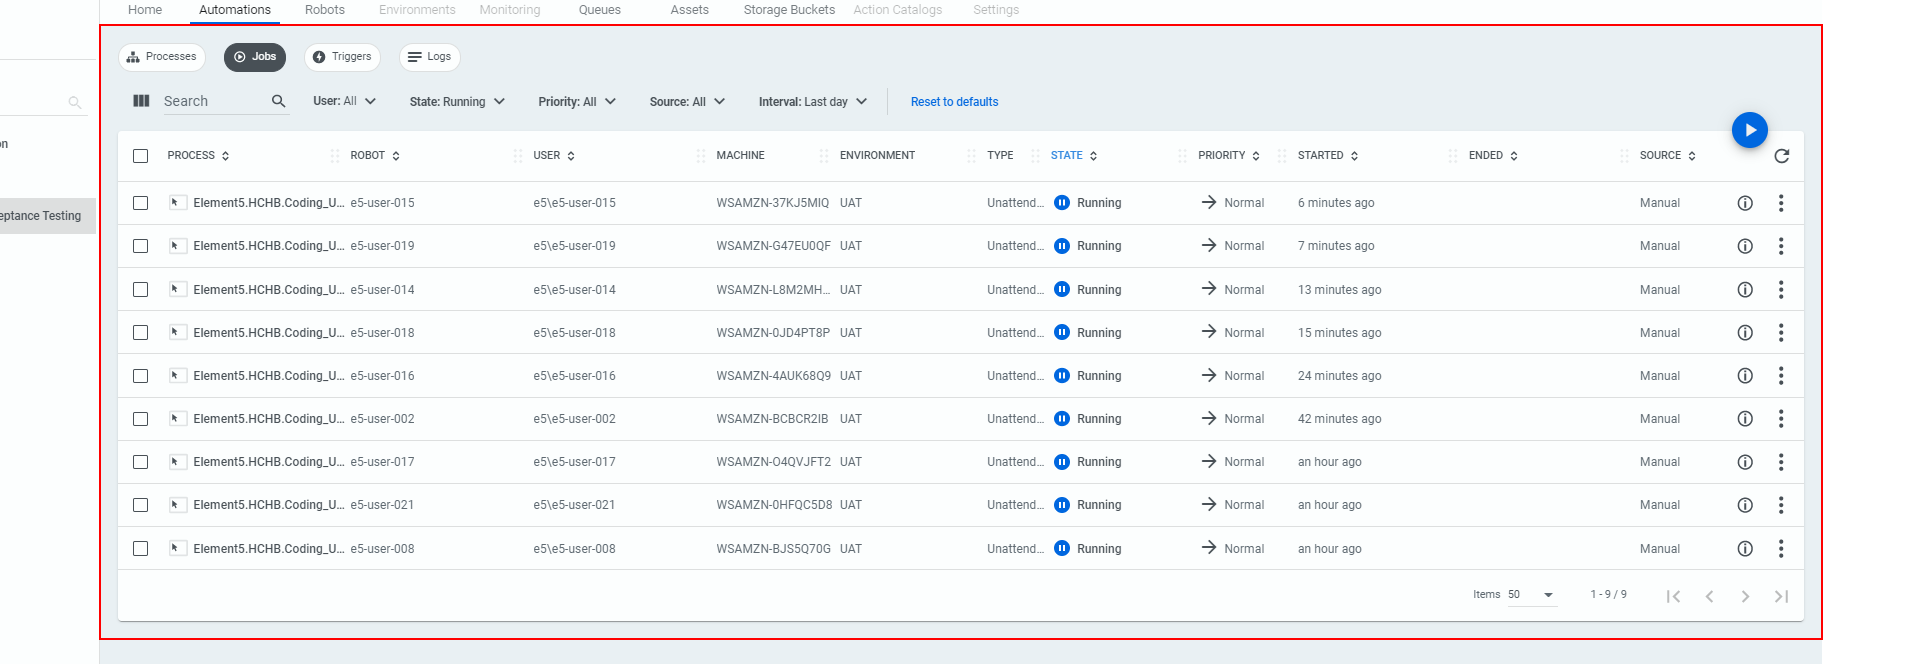 Home Automations Robots Environments Monitoring Queues Assets Storage Buckets Action Catalogs Settings
Processes Jobs Triggers Logs
Search User: All State: Running Priority: All Source: All Interval: Last day Reset to defaults
on
PROCESS ROBOT USER MACHINE ENVIRONMENT TYPE STATE PRIORITY STARTED ENDED SOURCE
Element5.HCHB.Coding_U... e5-user-015 e5\e5-user-015 WSAMZN-37KJ5MIQ UAT Unattend... Running Normal 6 minutes ago Manual
eptance Testing
Element5.HCHB.Coding_U... e5-user-019 e5\e5-user-019 WSAMZN-G47EU0QF UAT Unattend... Running Normal 7 minutes ago Manual
Element5.HCHB.Coding_U... e5-user-014 e5\e5-user-014 WSAMZN-L8M2MH... UAT Unattend... Running Normal 13 minutes ago Manual
Element5.HCHB.Coding_U... e5-user-018 e5\e5-user-018 WSAMZN-0JD4PT8P UAT Unattend... Running Normal 15 minutes ago Manual
Element5.HCHB.Coding_U... e5-user-016 e5\e5-user-016 WSAMZN-4AUK68Q9 UAT Unattend... Running Normal 24 minutes ago Manual
Element5.HCHB.Coding_U... e5-user-002 e5\e5-user-002 WSAMZN-BCBCR2IB UAT Unattend... Running Normal 42 minutes ago Manual
Element5.HCHB.Coding_U... e5-user-017 e5\e5-user-017 WSAMZN-O4QVJFT2 UAT Unattend... Running Normal an hour ago Manual
Element5.HCHB.Coding_U... e5-user-021 e5\e5-user-021 WSAMZN-0HFQC5D8 UAT Unattend... Running Normal an hour ago Manual
Element5.HCHB.Coding_U... e5-user-008 e5\e5-user-008 WSAMZN-BJS5Q70G UAT Unattend... Running Normal an hour ago Manual
Items 50 1 - 9 / 9